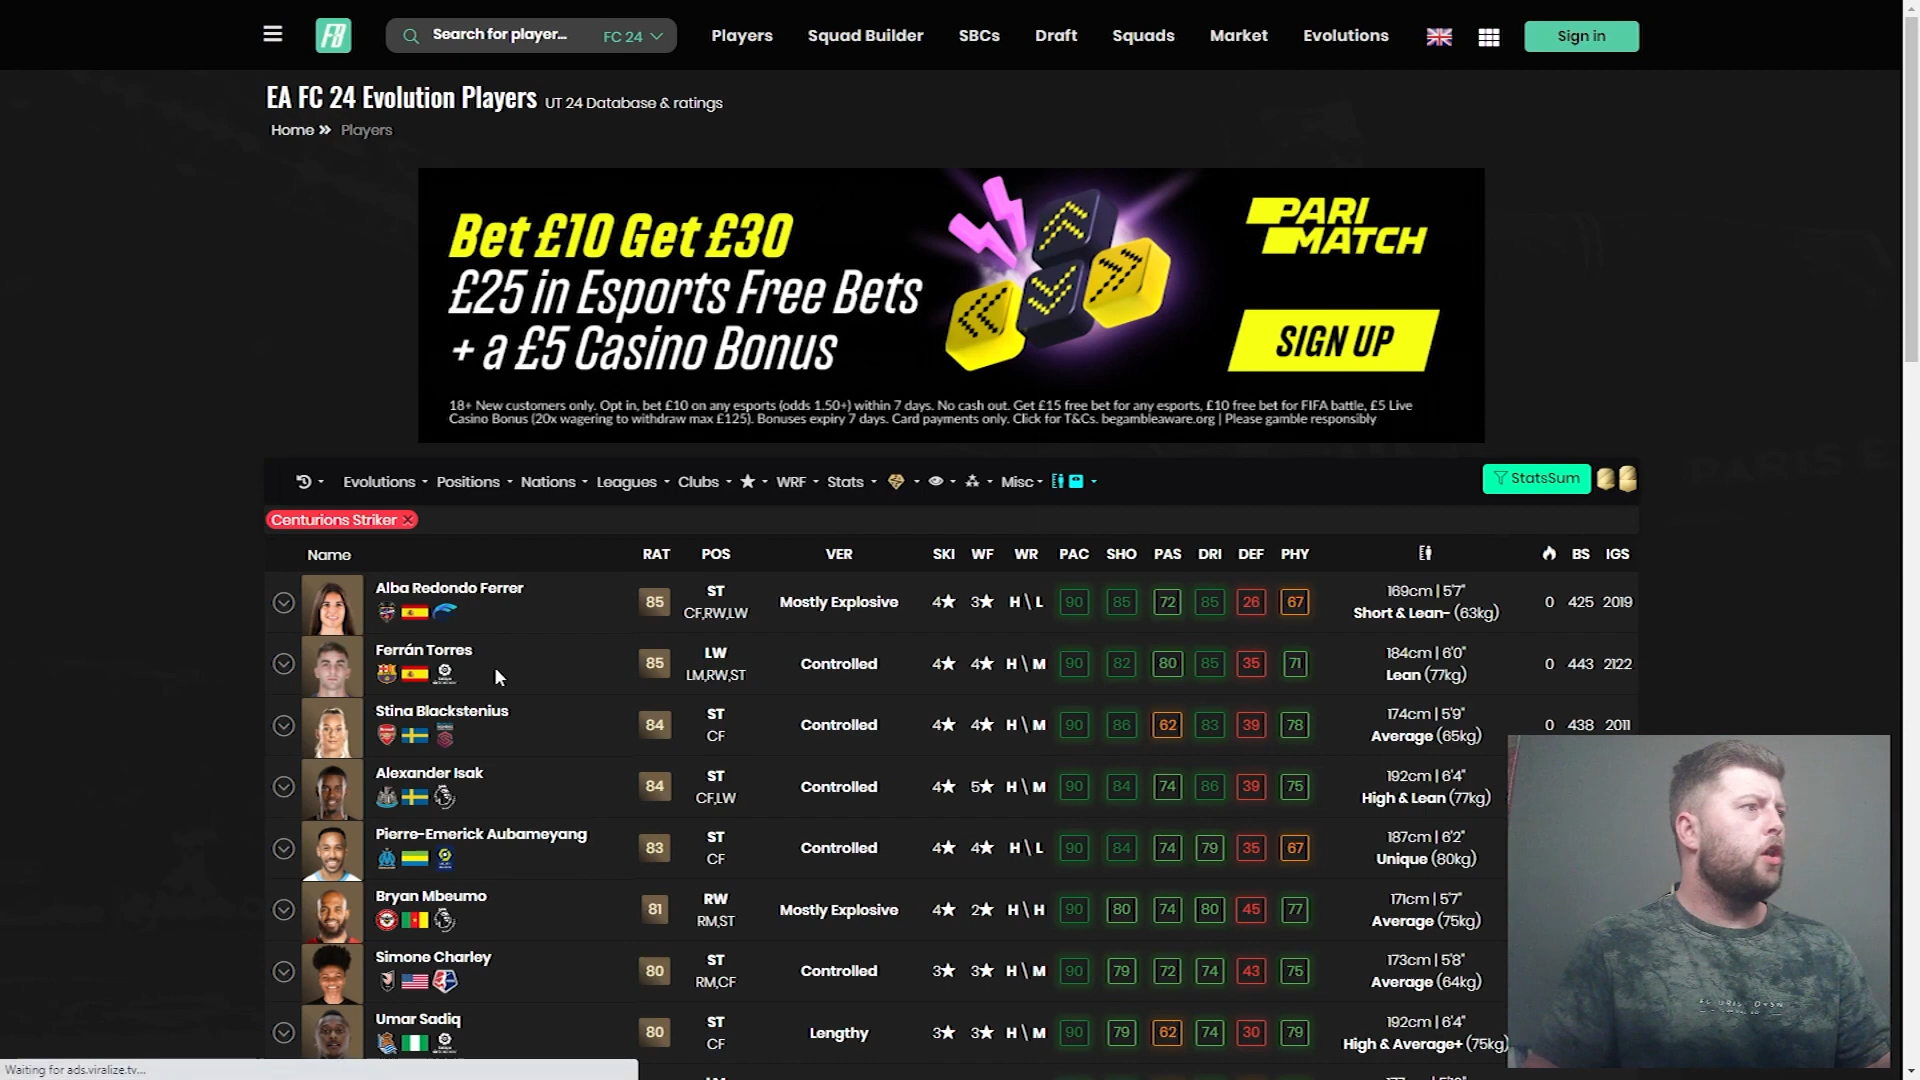 F8
Search for player...
FC 24
Players
Squad Builder
SBCs
Draft
Squads
Market
Evolutions
Sign in
EA FC 24 Evolution Players UT 24 Database & ratings
Home » Players
Bet £10 Get £30
£25 in Esports Free Bets
+ a £5 Casino Bonus
PARI
MATCH
SIGN UP
18+ New customers only. Opt in, bet £10 on any esports (odds 1.50+) within 7 days. No cash out. Get £15 free bet for any esports, £10 free bet for FIFA battle, £5 Live
Casino Bonus (20x wagering to withdraw max £125). Bonuses expiry 7 days. Card payments only. Click for T&Cs. begambleaware.org | Please gamble responsibly
Evolutions Positions Nations Leagues Clubs WRF Stats Misc StatsSum
Centurions Striker ×
Name RAT POS VER SKI WF WR PAC SHO PAS DRI DEF PHY BS IGS
Alba Redondo Ferrer 85 ST CF,RW,LW Mostly Explosive 4★ 3★ H \ L 90 85 72 85 26 67 169cm | 5'7" Short & Lean- (63kg) 0 425 2019
Ferrán Torres 85 LW LM,RW,ST Controlled 4★ 4★ H \ M 90 82 80 85 35 71 184cm | 6'0" Lean (77kg) 0 443 2122
Stina Blackstenius 84 ST CF Controlled 4★ 4★ H \ M 90 86 62 83 39 78 174cm | 5'9" Average (65kg) 0 438 2011
Alexander Isak 84 ST CF,LW Controlled 4★ 5★ H \ M 90 84 74 86 39 75 192cm | 6'4" High & Lean (77kg)
Pierre-Emerick Aubameyang 83 ST CF Controlled 4★ 4★ H \ L 90 84 74 79 35 67 187cm | 6'2" Unique (80kg)
Bryan Mbeumo 81 RW RM,ST Mostly Explosive 4★ 2★ H \ H 90 80 74 80 45 77 171cm | 5'7" Average (75kg)
Simone Charley 80 ST RM,CF Controlled 3★ 3★ H \ M 90 79 72 74 43 75 173cm | 5'8" Average (64kg)
Umar Sadiq 80 ST CF Lengthy 3★ 3★ H \ M 90 79 62 74 30 79 192cm | 6'4" High & Average+ (75kg)
Waiting for ads.viralize.tv...